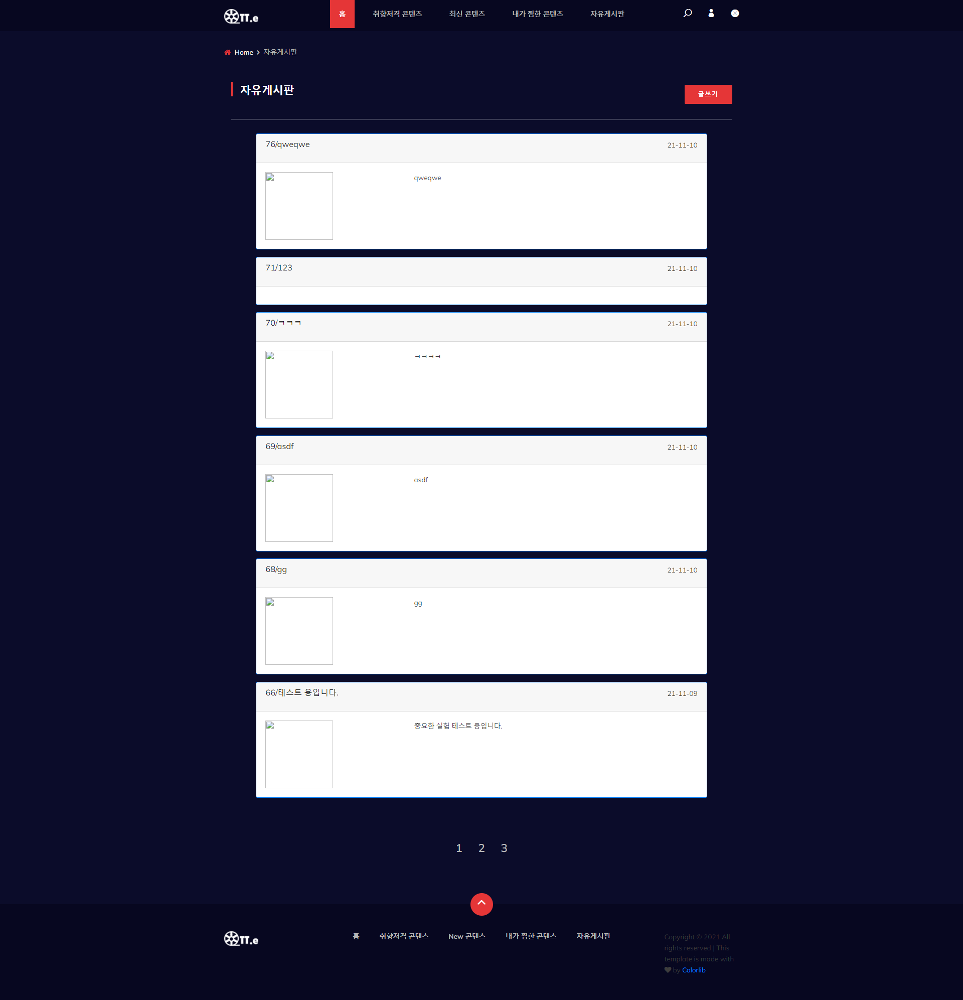 OTT.e
홈 취향저격 콘텐츠 최신 콘텐츠 내가 찜한 콘텐츠 자유게시판
Home 자유게시판
자유게시판
글쓰기
76/qweqwe 21-11-10
qweqwe
71/123 21-11-10
70/ㅋㅋㅋ 21-11-10
ㅋㅋㅋㅋ
69/asdf 21-11-10
asdf
68/gg 21-11-10
gg
66/테스트 용입니다. 21-11-09
중요한 실험 테스트 용입니다.
1 2 3
OTT.e
홈 취향저격 콘텐츠 New 콘텐츠 내가 찜한 콘텐츠 자유게시판
Copyright © 2021 All
rights reserved | This
template is made with
by Colorlib